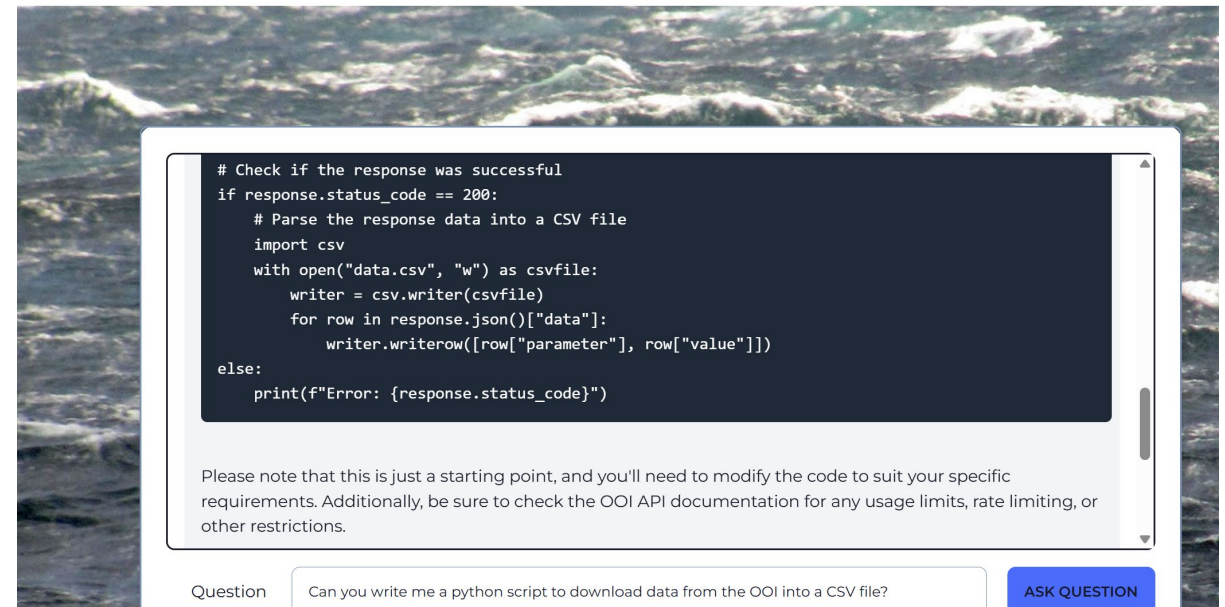 # Check if the response was successful
if response.status_code == 200:
    # Parse the response data into a CSV file
    import csv
    with open("data.csv", "w") as csvfile:
        writer = csv.writer(csvfile)
        for row in response.json()["data"]:
            writer.writerow([row["parameter"], row["value"]])
else:
    print(f"Error: {response.status_code}")
Please note that this is just a starting point, and you'll need to modify the code to suit your specific
requirements. Additionally, be sure to check the OOI API documentation for any usage limits, rate limiting, or
other restrictions.
Question Can you write me a python script to download data from the OOI into a CSV file? ASK QUESTION